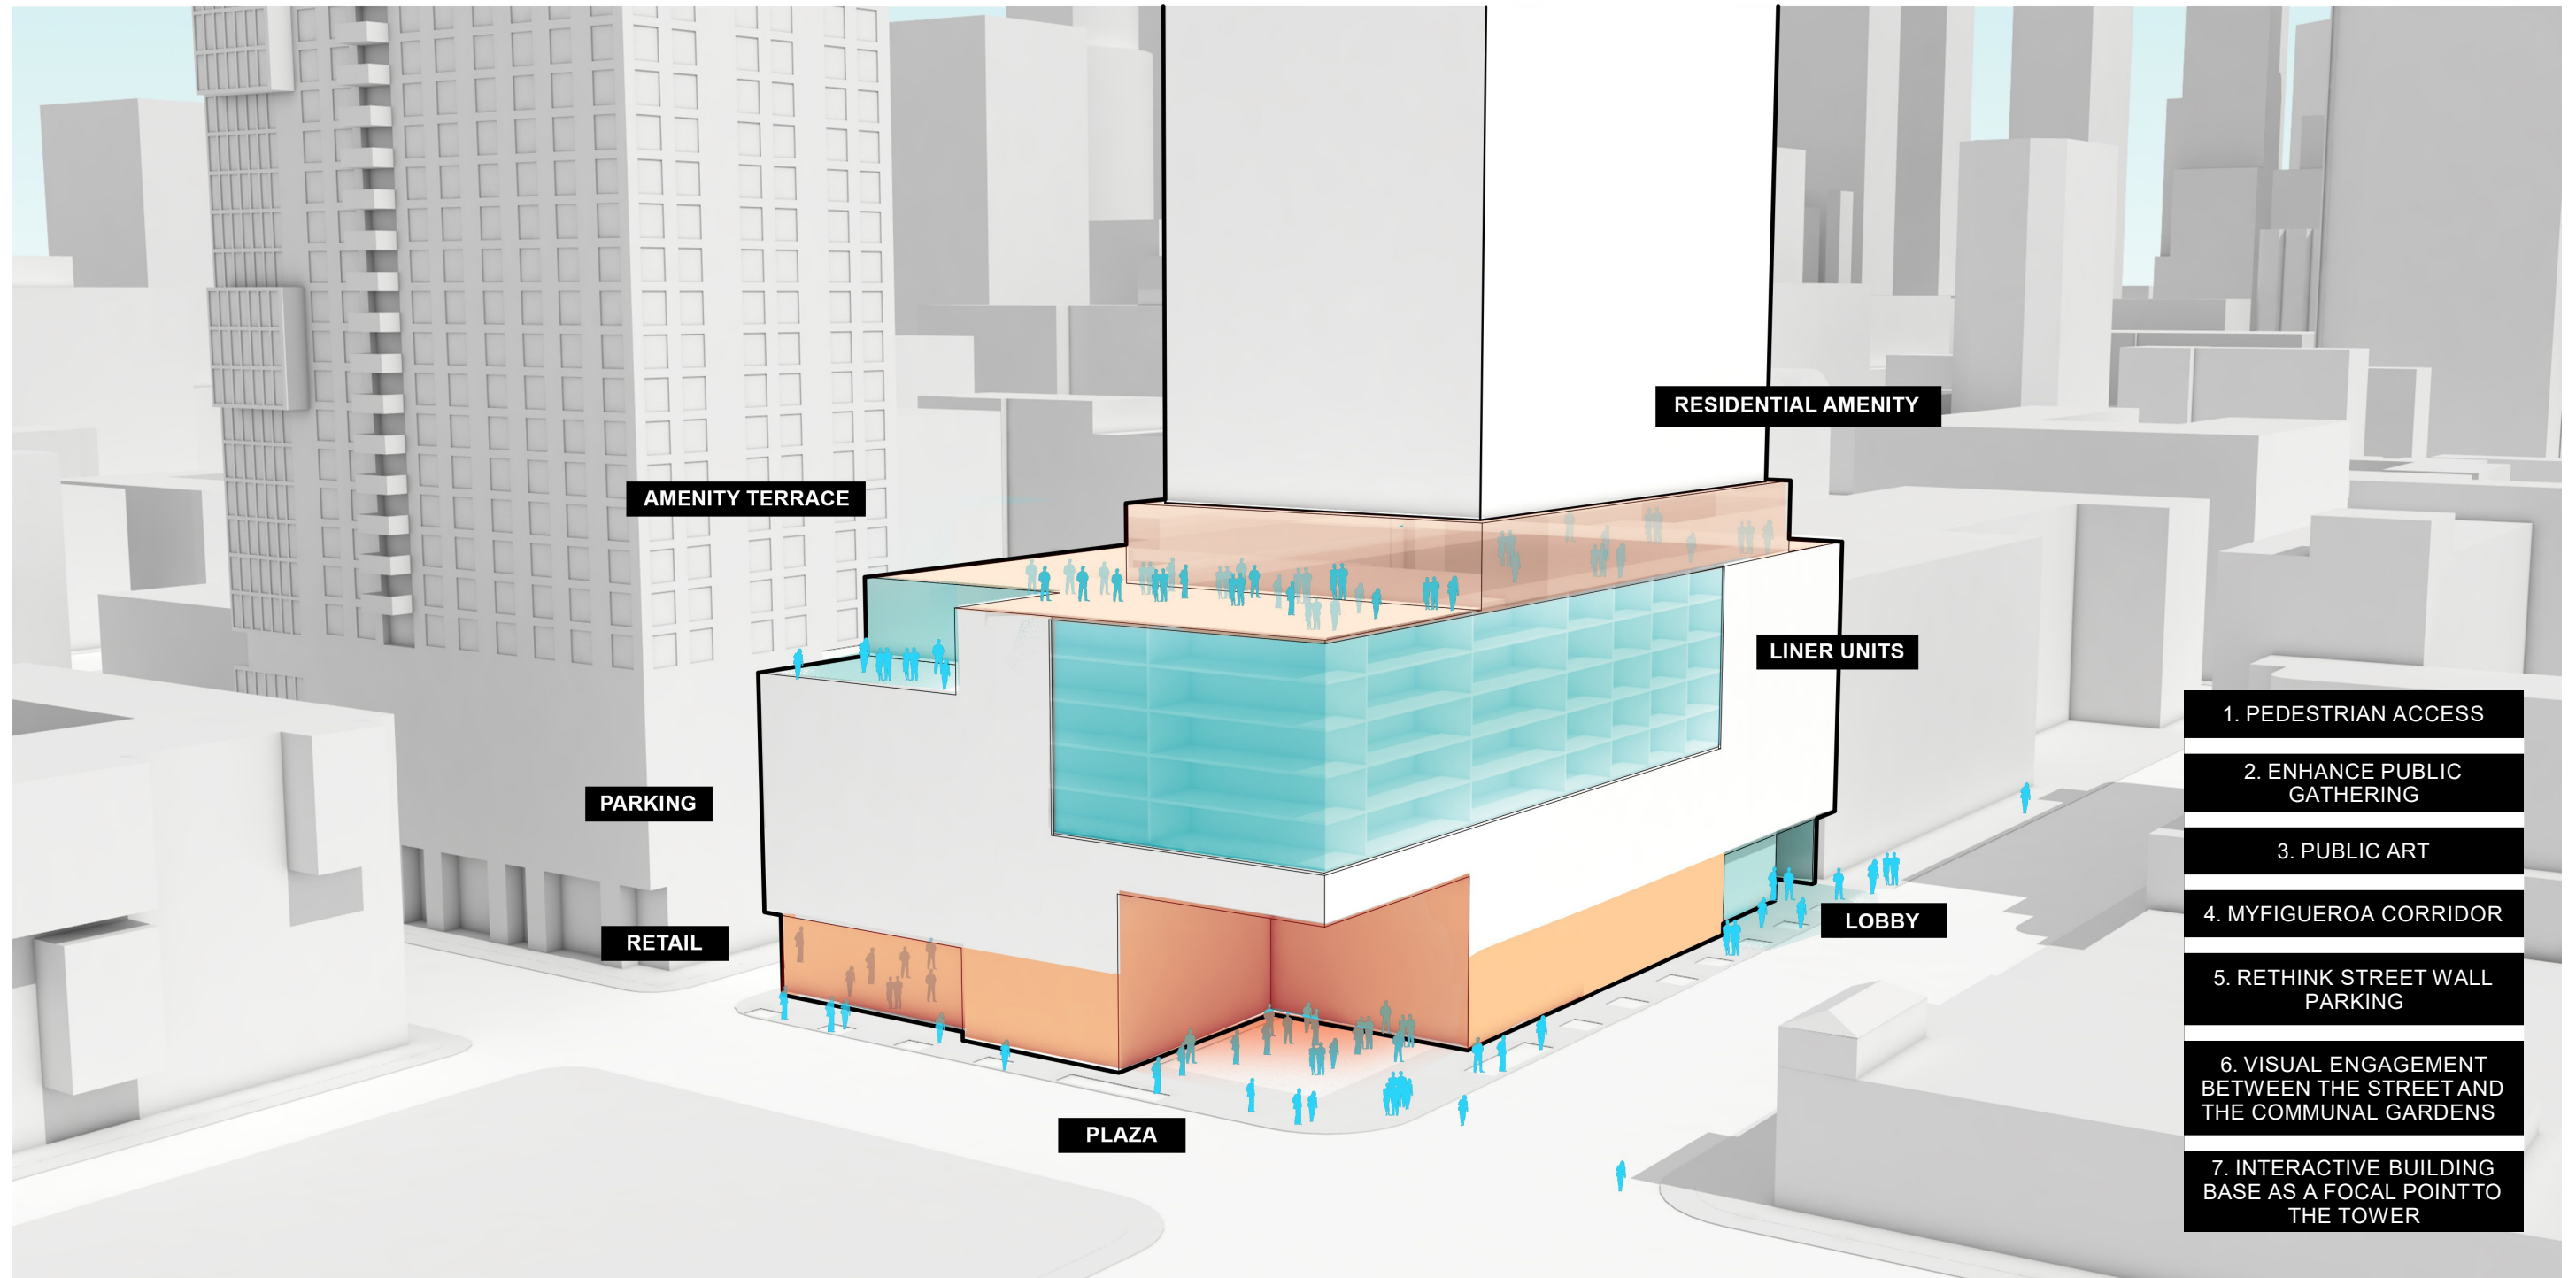 RESIDENTIAL AMENITY
AMENITY TERRACE
LINER UNITS
PARKING
RETAIL
LOBBY
PLAZA
1. PEDESTRIAN ACCESS
2. ENHANCE PUBLIC
GATHERING
3. PUBLIC ART
4. MYFIGUEROA CORRIDOR
5. RETHINK STREET WALL
PARKING
6. VISUAL ENGAGEMENT
BETWEEN THE STREET AND
THE COMMUNAL GARDENS
7. INTERACTIVE BUILDING
BASE AS A FOCAL POINT TO
THE TOWER